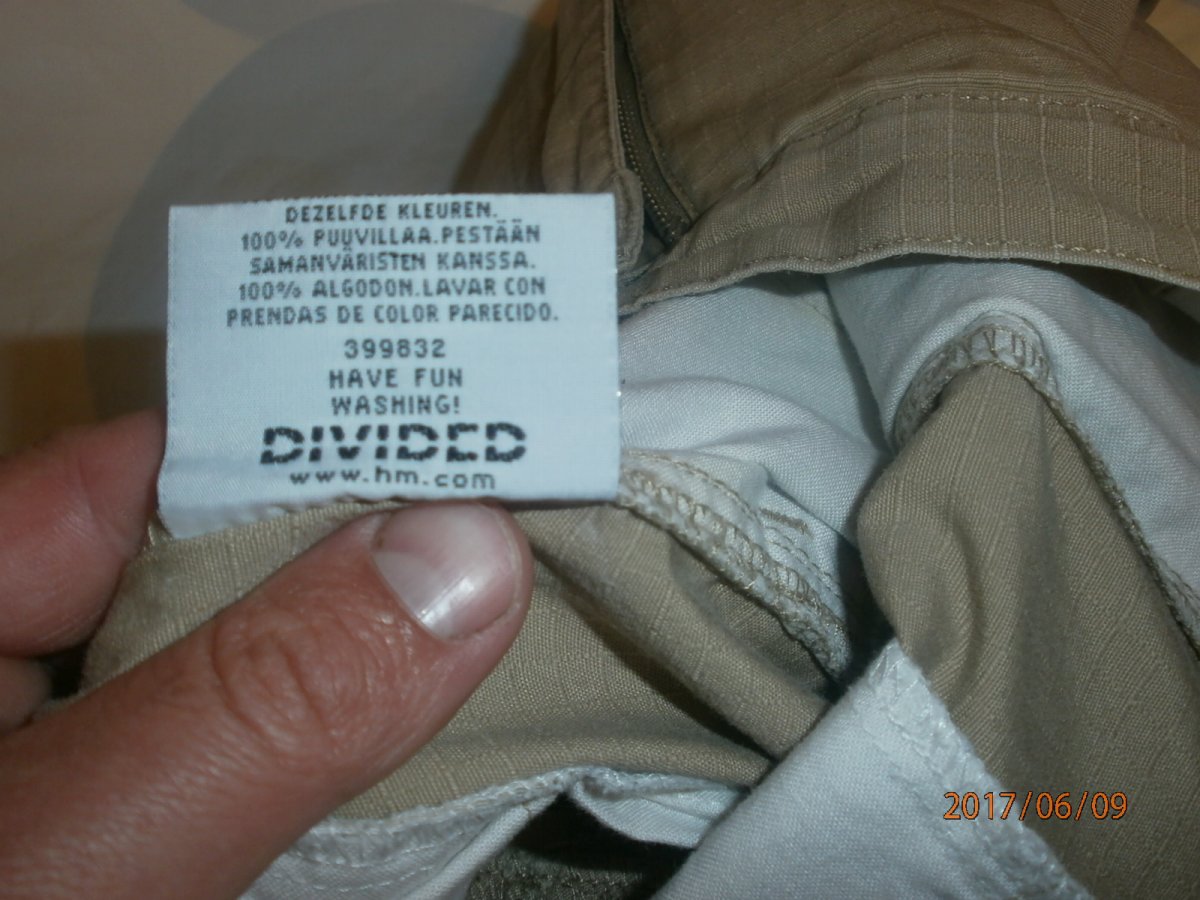 DEZELFDE KLEUREN.
100% PUUVILLAA.PESTÄÄN
SAMANVÄRISTEN KANSSA.
100% ALGODON.LAVAR CON
PRENDAS DE COLOR PARECIDO.
399832
HAVE FUN
WASHING!
DIVIDED
www.hm.com
2017/06/09